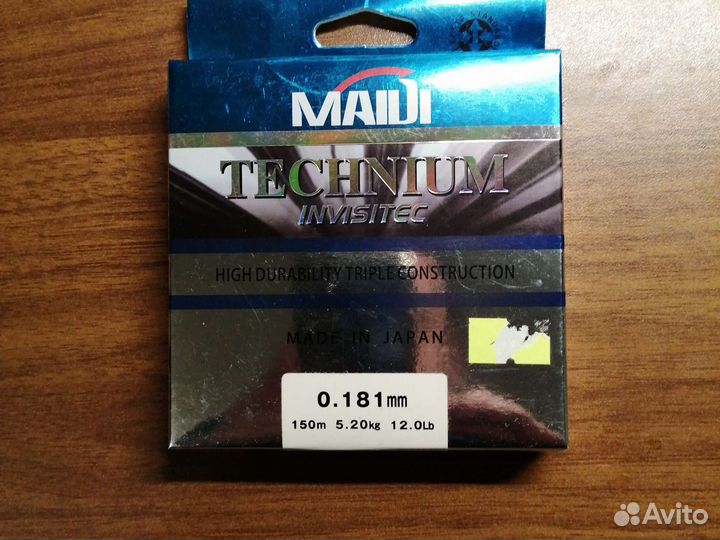 MAIDI
TECHNIUM
INVISITEC
HIGH DURABILITY TRIPLE CONSTRUCTION
MADE IN JAPAN
0.181mm
150m 5.20kg 12.0Lb
Avito